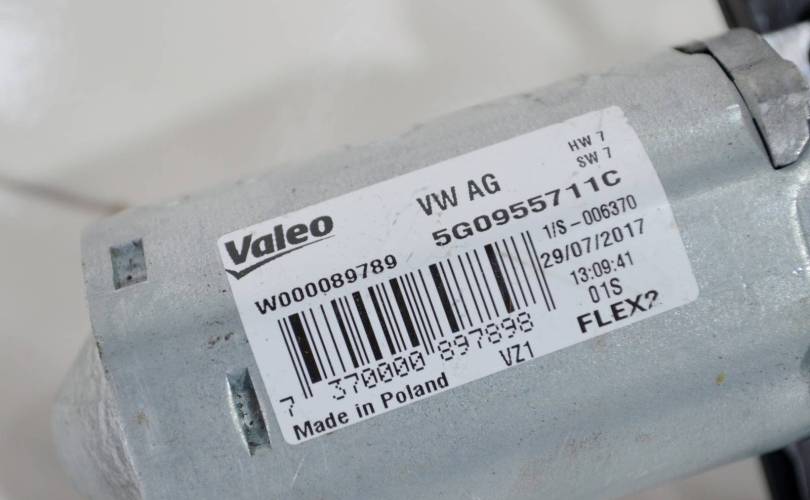 Valeo
VW AG
HW 7
SW 7
W000089789
5G0955711C
1/S-006370
29/07/2017
13:09:41
01S
7 370000 897898
VZ1
FLEX?
Made in Poland